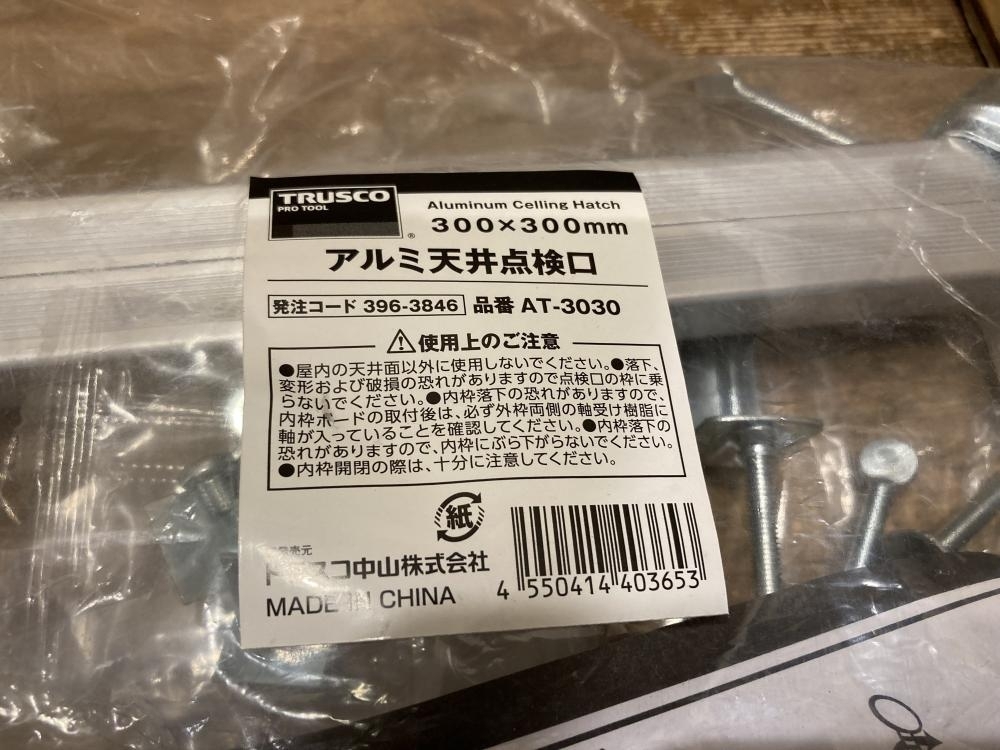 TRUSCO
PRO TOOL
®
Aluminum Ceiling Hatch
300×300mm
アルミ天井点検口
発注コード 396-3846 品番 AT-3030
⚠使用上のご注意
●屋内の天井面以外に使用しないでください。●落下、
変形および破損の恐れがありますので点検口の枠に乗
らないでください。●内枠落下の恐れがありますので、
内枠ボードの取付後は、必ず外枠両側の軸受け樹脂に
軸が入っていることを確認してください。●内枠落下の
恐れがありますので、内枠にぶら下がらないでください。
●内枠開閉の際は、十分に注意してください。
紙
発売元
トラスコ中山株式会社
MADE IN CHINA
4 550414 403653